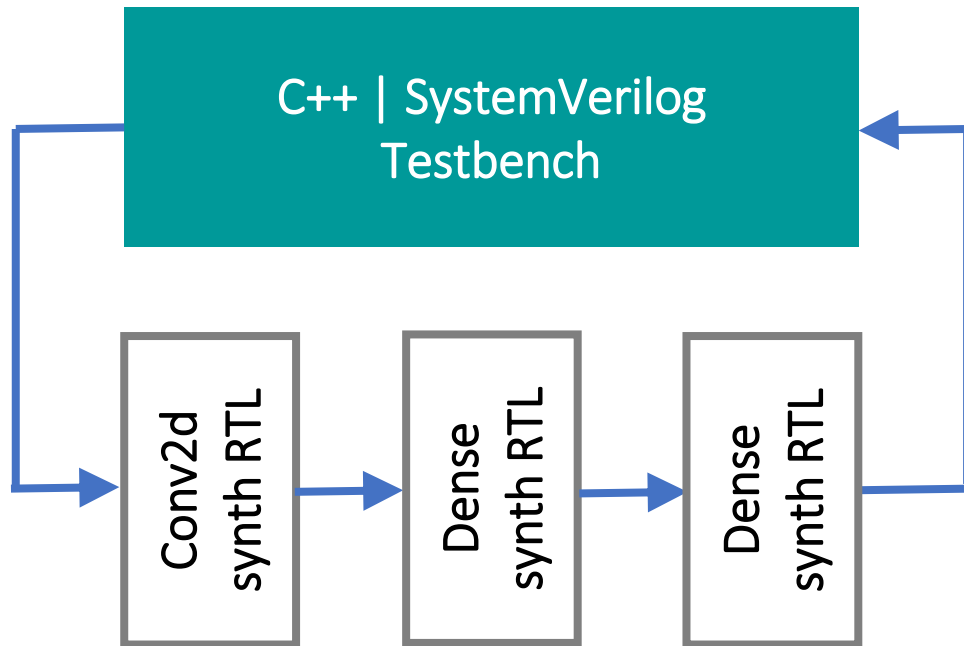 C++ | SystemVerilog
Testbench
Conv2d
synth RTL
Dense
synth RTL
Dense
synth RTL